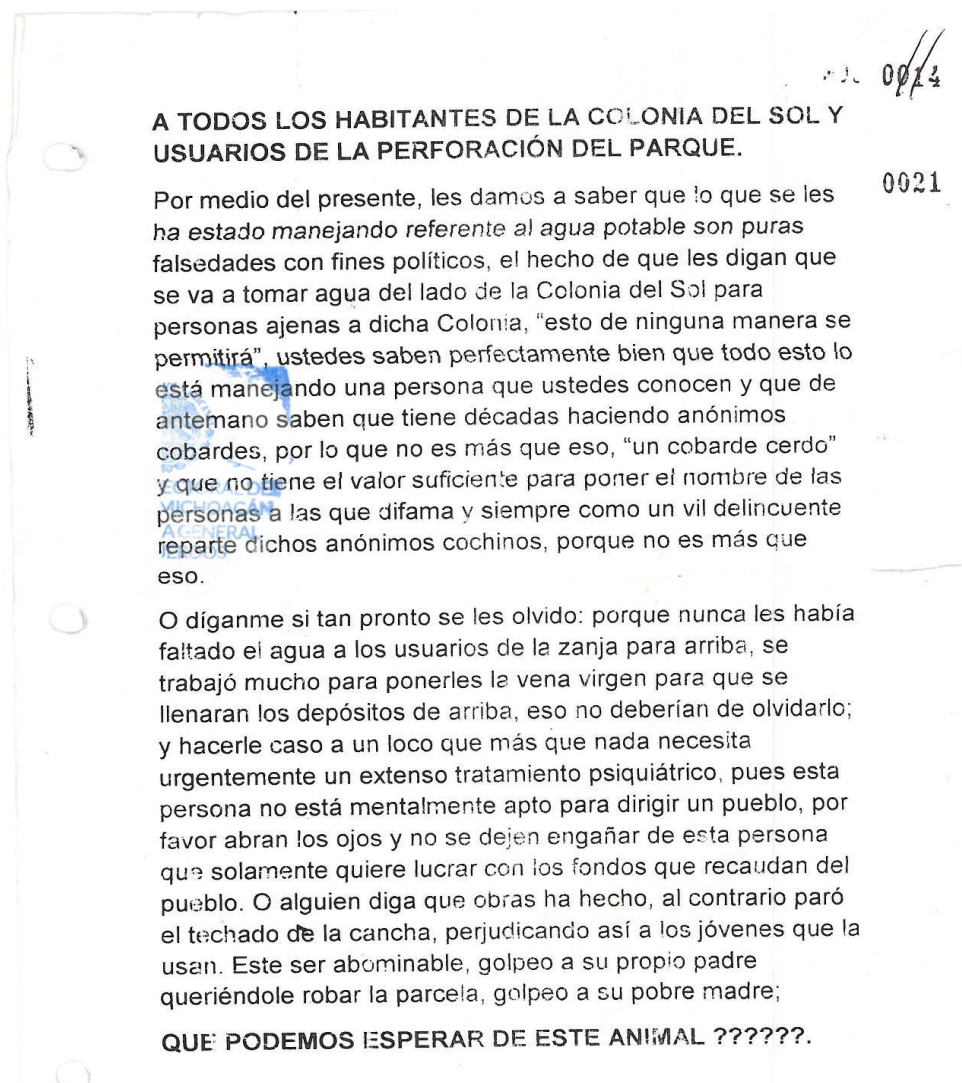 0014
A TODOS LOS HABITANTES DE LA COLONIA DEL SOL Y
USUARIOS DE LA PERFORACIÓN DEL PARQUE.
0021
Por medio del presente, les damos a saber que lo que se les
ha estado manejando referente al agua potable son puras
falsedades con fines políticos, el hecho de que les digan que
se va a tomar agua del lado de la Colonia del Sol para
personas ajenas a dicha Colonia, “esto de ninguna manera se
permitirá”, ustedes saben perfectamente bien que todo esto lo
está manejando una persona que ustedes conocen y que de
antemano saben que tiene décadas haciendo anónimos
cobardes, por lo que no es más que eso, “un cobarde cerdo”
y que no tiene el valor suficiente para poner el nombre de las
personas a las que difama y siempre como un vil delincuente
reparte dichos anónimos cochinos, porque no es más que
eso.
DEL
MICHOACÁN
GENERAL
O díganme si tan pronto se les olvido: porque nunca les había
faltado el agua a los usuarios de la zanja para arriba, se
trabajó mucho para ponerles la vena virgen para que se
llenaran los depósitos de arriba, eso no deberían de olvidarlo;
y hacerle caso a un loco que más que nada necesita
urgentemente un extenso tratamiento psiquiátrico, pues esta
persona no está mentalmente apto para dirigir un pueblo, por
favor abran los ojos y no se dejen engañar de esta persona
que solamente quiere lucrar con los fondos que recaudan del
pueblo. O alguien diga que obras ha hecho, al contrario paró
el techado de la cancha, perjudicando así a los jóvenes que la
usan. Este ser abominable, golpeo a su propio padre
queriéndole robar la parcela, golpeo a su pobre madre;
QUE PODEMOS ESPERAR DE ESTE ANIMAL ??????.